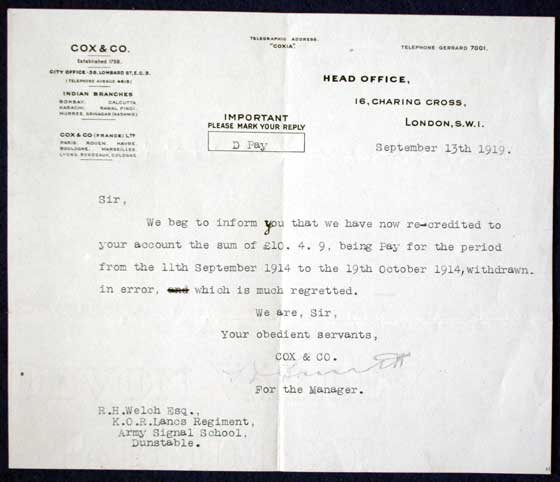 COX & CO.
Established 1758.
CITY OFFICE-38, LOMBARD ST, E.C.3.
(TELEPHONE AVENUE 4615)
INDIAN BRANCHES
BOMBAY, CALCUTTA,
KARACHI, RAWAL PINDI,
MURREE, SRINAGAR (KASHMIR)
COX & CO (FRANCE) LTD
PARIS, ROUEN, HAVRE,
BOULOGNE, MARSEILLES,
LYONS, BORDEAUX, COLOGNE.
TELEGRAPHIC ADDRESS.
"COXIA".
TELEPHONE GERRARD 7001.
HEAD OFFICE,
16, CHARING CROSS,
LONDON, S.W.1.
IMPORTANT
PLEASE MARK YOUR REPLY
D Pay
September 13th 1919.
Sir,
We beg to inform you that we have now re-credited to
your account the sum of £10. 4. 9, being Pay for the period
from the 11th September 1914 to the 19th October 1914, withdrawn
in error, and which is much regretted.
We are, Sir,
Your obedient servants,
COX & CO.
For the Manager.
R.H.Welch Esq.,
K.O.R.Lancs Regiment,
Army Signal School,
Dunstable.